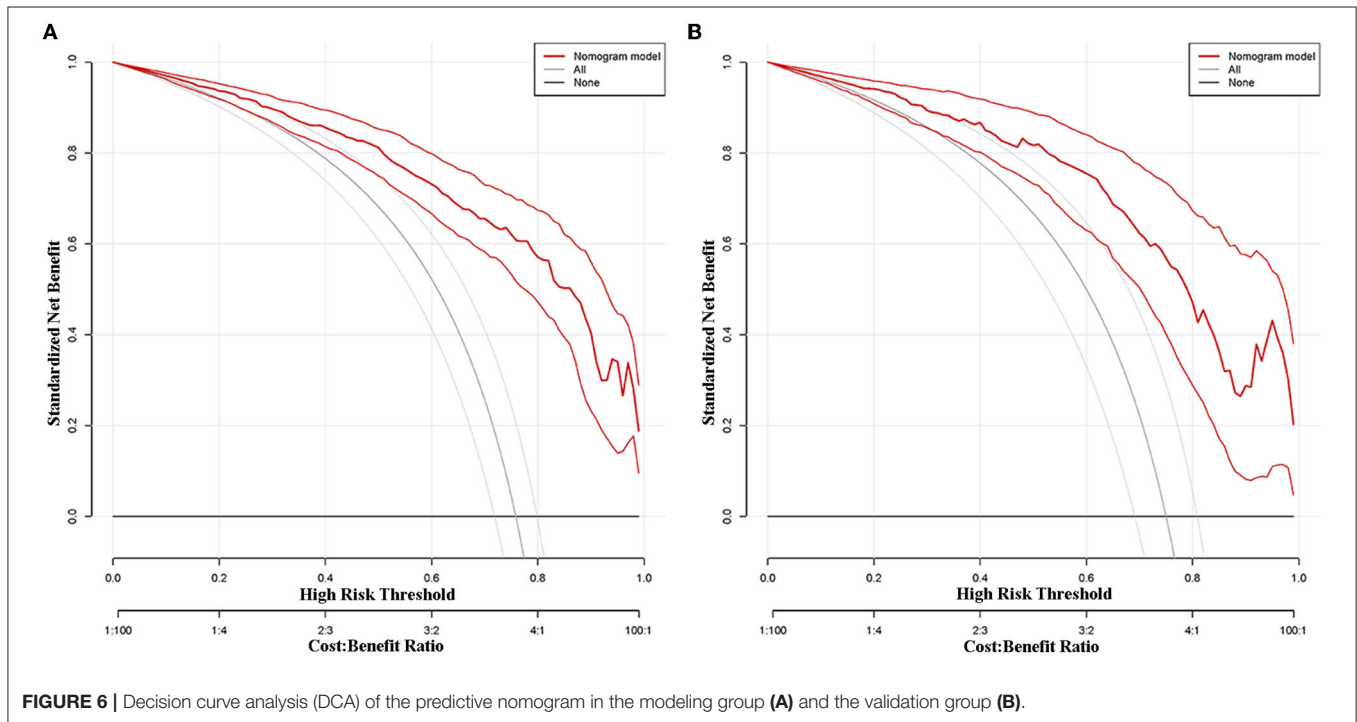 A
Nomogram model
All
None
1.0
0.8
0.6
0.4
0.2
0.0
Standardized Net Benefit
0.0 0.2 0.4 0.6 0.8 1.0
High Risk Threshold
1:100 1:4 2:3 3:2 4:1 100:1
Cost:Benefit Ratio
B
Nomogram model
All
None
1.0
0.8
0.6
0.4
0.2
0.0
Standardized Net Benefit
0.0 0.2 0.4 0.6 0.8 1.0
High Risk Threshold
1:100 1:4 2:3 3:2 4:1 100:1
Cost:Benefit Ratio
FIGURE 6 | Decision curve analysis (DCA) of the predictive nomogram in the modeling group (A) and the validation group (B).